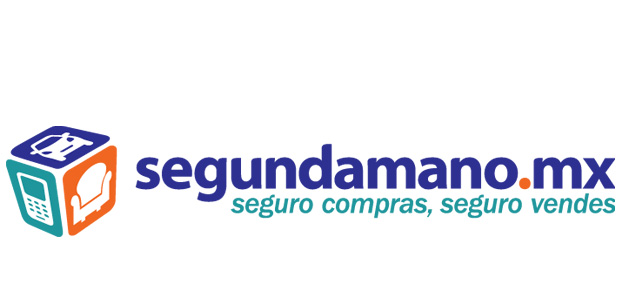 segundamano.mx
seguro compras, seguro vendes